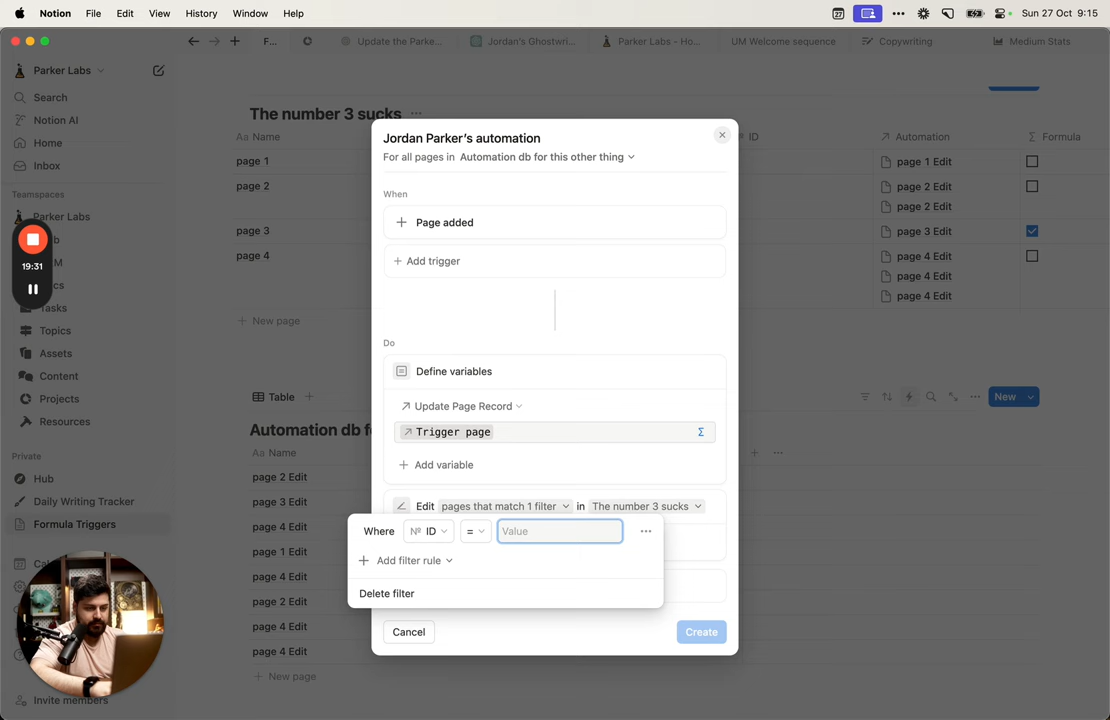 Notion File Edit View History Window Help
27
Sun 27 Oct 9:15
F...
Update the Parke...
Jordan's Ghostwri...
Parker Labs - Ho...
UM Welcome sequence
Copywriting
Medium Stats
Parker Labs
Search
Notion AI
Home
Inbox
Teamspaces
Parker Labs
19:31
Tasks
Topics
Assets
Content
Projects
Resources
Private
Hub
Daily Writing Tracker
Formula Triggers
Invite members
The number 3 sucks ...
Aa Name
ID
Automation
Σ Formula
page 1
page 1 Edit
page 2
page 2 Edit
page 2 Edit
page 3
page 3 Edit
page 4
page 4 Edit
page 4 Edit
page 4 Edit
+ New page
Table +
New
Automation db fo
Aa Name
+ ...
page 2 Edit
page 3 Edit
page 4 Edit
page 1 Edit
page 4 Edit
page 2 Edit
page 4 Edit
page 4 Edit
+ New page
Jordan Parker's automation
For all pages in Automation db for this other thing
When
+ Page added
+ Add trigger
Do
Define variables
Update Page Record
Trigger page Σ
+ Add variable
Edit pages that match 1 filter in The number 3 sucks
Where Nº ID = Value ...
+ Add filter rule
Delete filter
Cancel
Create